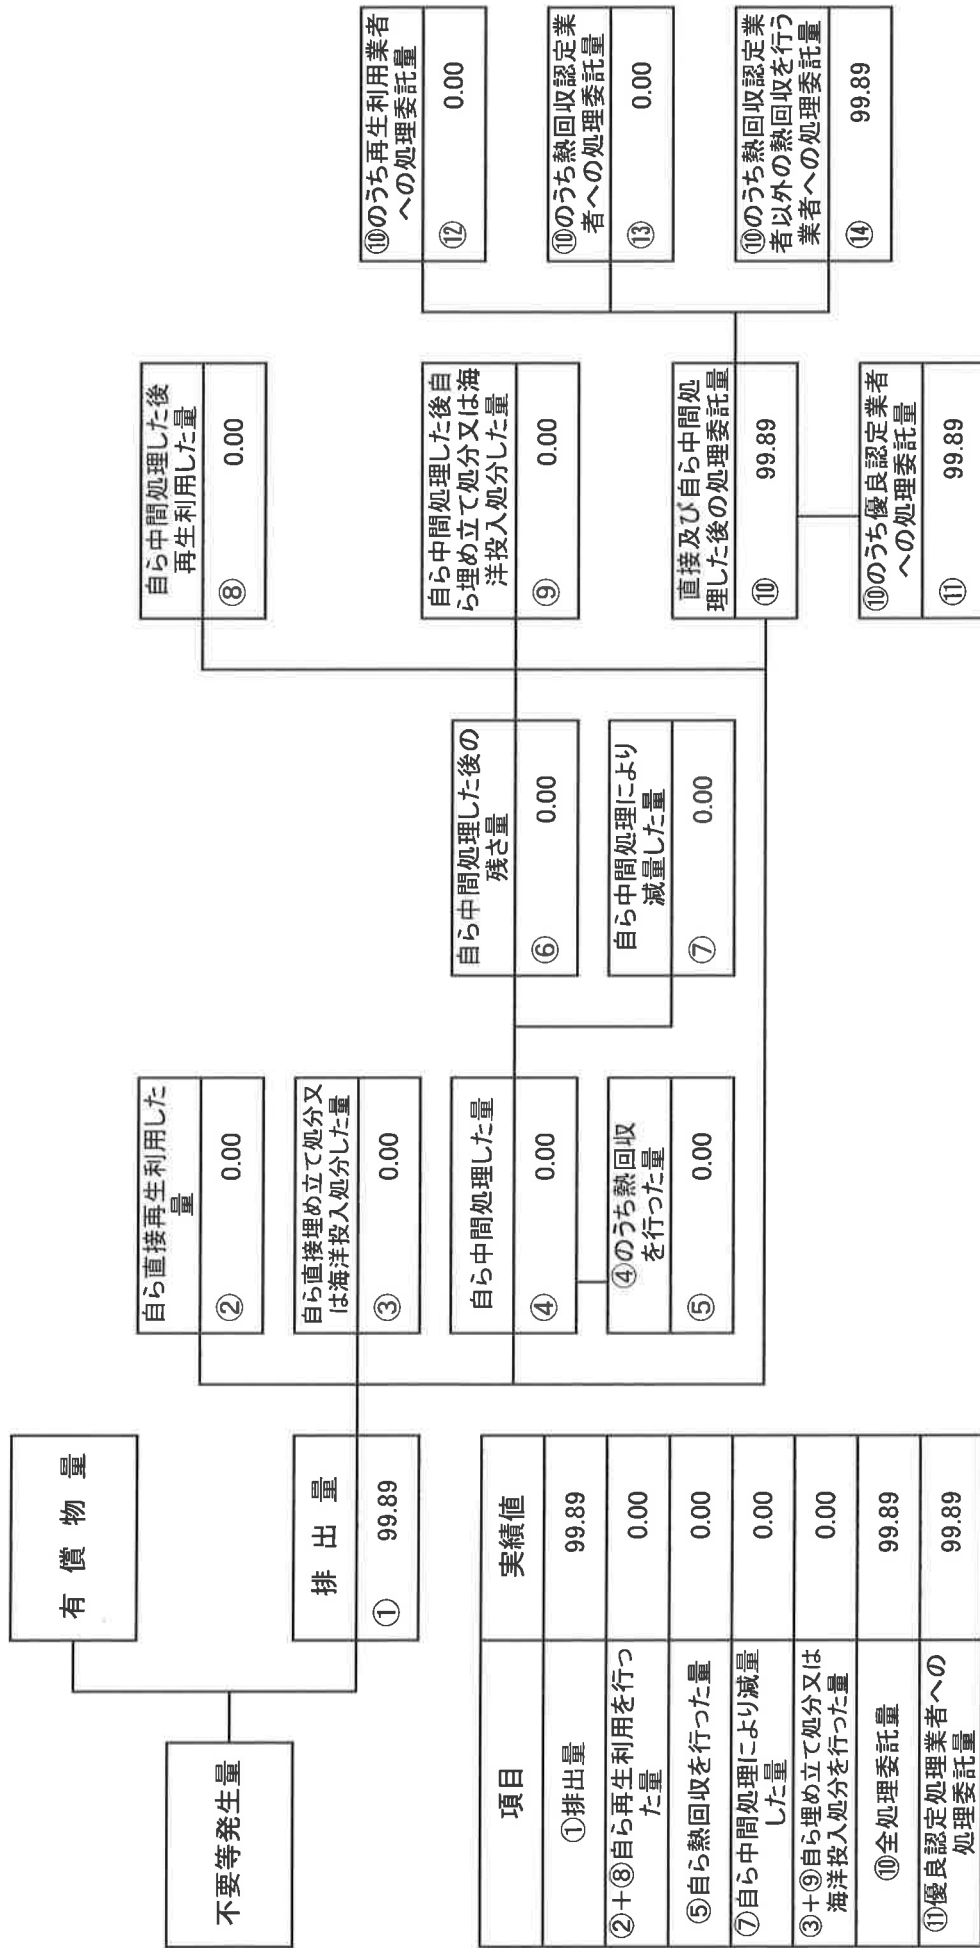 不要等発生量
有償物量
排出量
① 99.89
自ら直接再生利用した
量
② 0.00
自ら直接埋め立て処分又
は海洋投入処分した量
③ 0.00
自ら中間処理した量
④ 0.00
④のうち熱回収
を行った量
⑤ 0.00
自ら中間処理した後の
残さ量
⑥ 0.00
自ら中間処理により
減量した量
⑦ 0.00
自ら中間処理した後
再生利用した量
⑧ 0.00
自ら中間処理した後自
ら埋め立て処分又は海
洋投入処分した量
⑨ 0.00
直接及び自ら中間処
理した後の処理委託量
⑩ 99.89
⑩のうち優良認定業者
への処理委託量
⑪ 99.89
⑩のうち再生利用業者
への処理委託量
⑫ 0.00
⑩のうち熱回収認定業
者への処理委託量
⑬ 0.00
⑩のうち熱回収認定業
者以外の熱回収を行う
業者への処理委託量
⑭ 99.89
項目 実績値
①排出量 99.89
②+⑧自ら再生利用を行っ
た量 0.00
⑤自ら熱回収を行った量 0.00
⑦自ら中間処理により減量
した量 0.00
③+⑨自ら埋め立て処分又は
海洋投入処分を行った量 0.00
⑩全処理委託量 99.89
⑪優良認定処理業者への
処理委託量 99.89